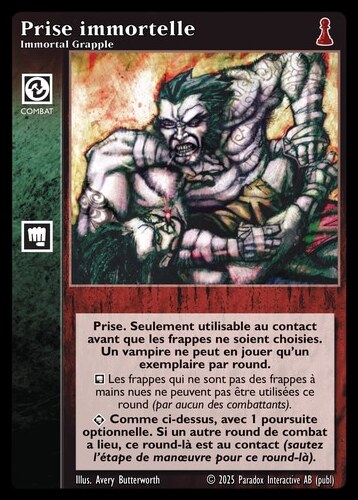 Prise immortelle
Immortal Grapple
COMBAT
Prise. Seulement utilisable au contact
avant que les frappes ne soient choisies.
Un vampire ne peut en jouer qu'un
exemplaire par round.
Les frappes qui ne sont pas des frappes à
mains nues ne peuvent pas être utilisées ce
round (par aucun des combattants).
Comme ci-dessus, avec 1 poursuite
optionnelle. Si un autre round de combat
a lieu, ce round-là est au contact (sautez
l'étape de manœuvre pour ce round-là).
Illus. Avery Butterworth
© 2025 Paradox Interactive AB (publ)